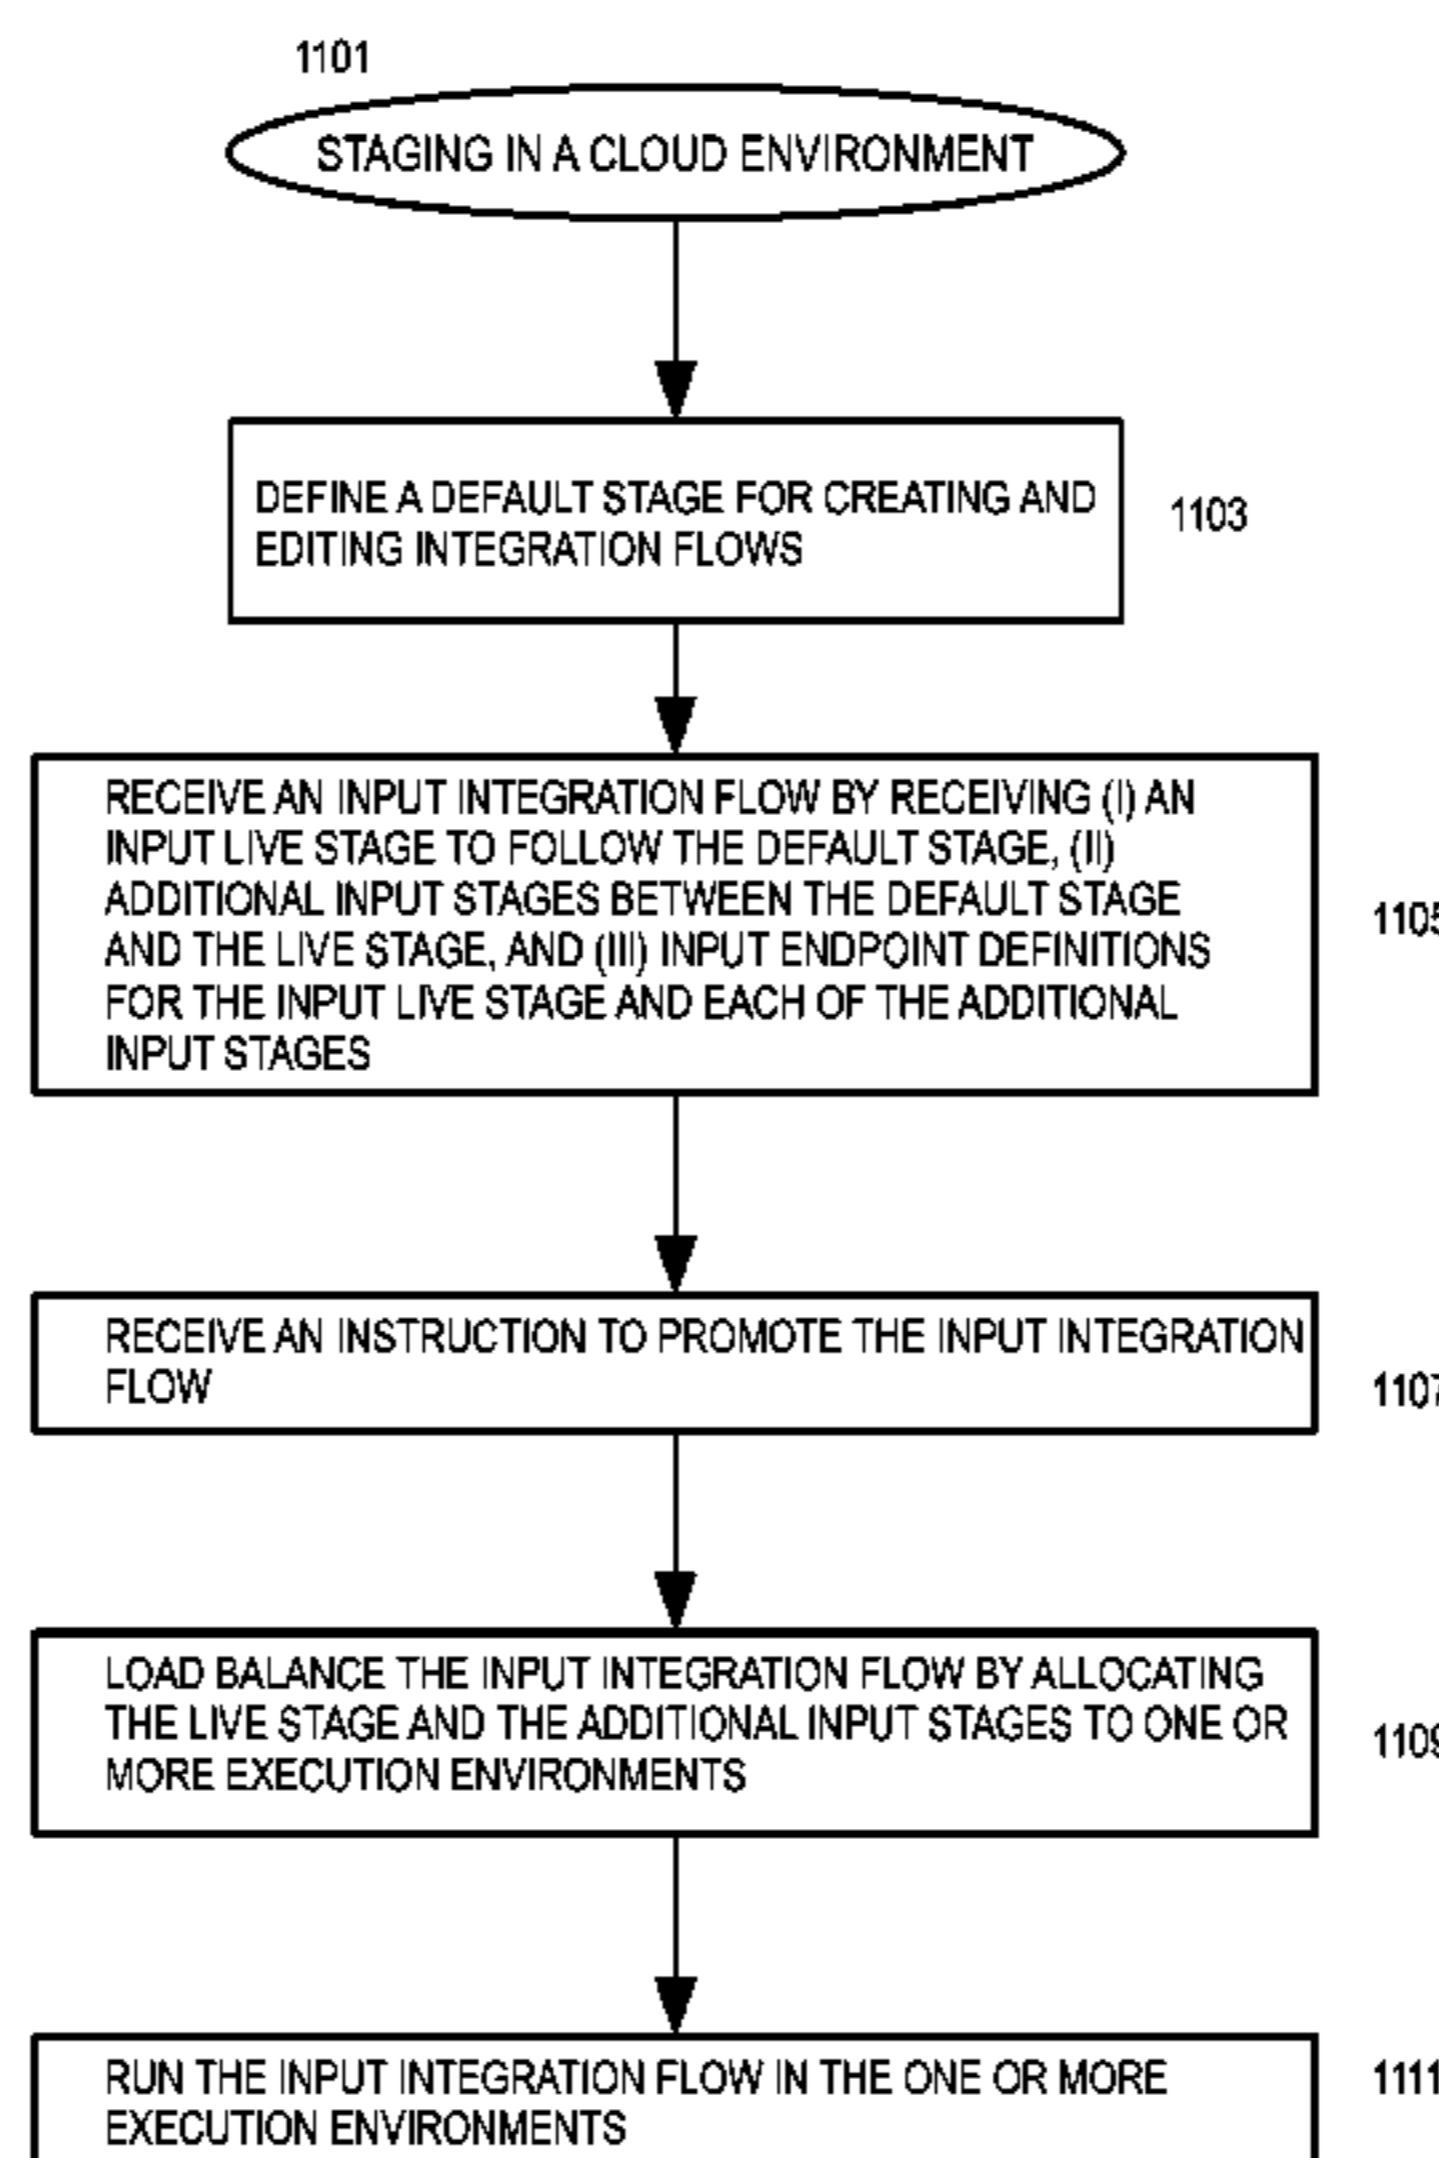 1101
STAGING IN A CLOUD ENVIRONMENT
DEFINE A DEFAULT STAGE FOR CREATING AND
EDITING INTEGRATION FLOWS
1103
RECEIVE AN INPUT INTEGRATION FLOW BY RECEIVING (I) AN
INPUT LIVE STAGE TO FOLLOW THE DEFAULT STAGE, (II)
ADDITIONAL INPUT STAGES BETWEEN THE DEFAULT STAGE
AND THE LIVE STAGE, AND (III) INPUT ENDPOINT DEFINITIONS
FOR THE INPUT LIVE STAGE AND EACH OF THE ADDITIONAL
INPUT STAGES
1105
RECEIVE AN INSTRUCTION TO PROMOTE THE INPUT INTEGRATION
FLOW
1107
LOAD BALANCE THE INPUT INTEGRATION FLOW BY ALLOCATING
THE LIVE STAGE AND THE ADDITIONAL INPUT STAGES TO ONE OR
MORE EXECUTION ENVIRONMENTS
1109
RUN THE INPUT INTEGRATION FLOW IN THE ONE OR MORE
EXECUTION ENVIRONMENTS
1111